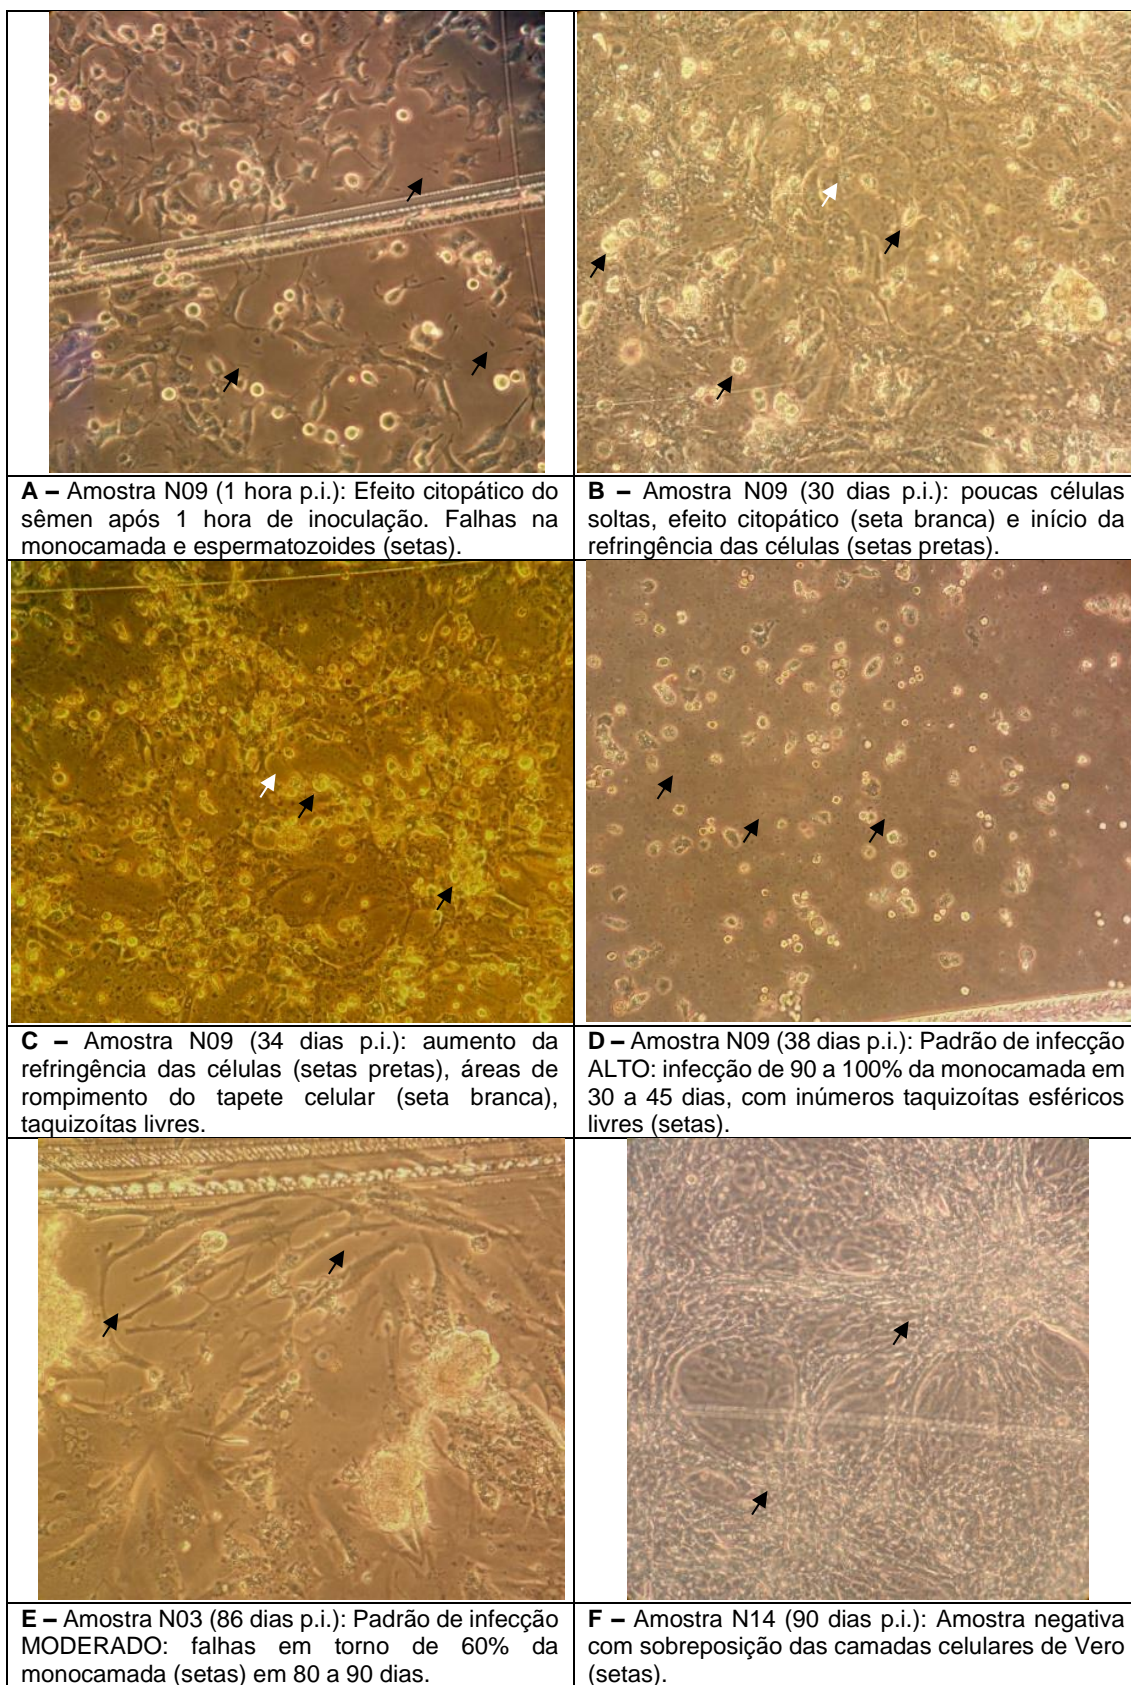 A – Amostra N09 (1 hora p.i.): Efeito citopático do
sêmen após 1 hora de inoculação. Falhas na
monocamada e espermatozoides (setas).
B – Amostra N09 (30 dias p.i.): poucas células
soltas, efeito citopático (seta branca) e início da
refringência das células (setas pretas).
C – Amostra N09 (34 dias p.i.): aumento da
refringência das células (setas pretas), áreas de
rompimento do tapete celular (seta branca),
taquizoítas livres.
D – Amostra N09 (38 dias p.i.): Padrão de infecção
ALTO: infecção de 90 a 100% da monocamada em
30 a 45 dias, com inúmeros taquizoítas esféricos
livres (setas).
E – Amostra N03 (86 dias p.i.): Padrão de infecção
MODERADO: falhas em torno de 60% da
monocamada (setas) em 80 a 90 dias.
F – Amostra N14 (90 dias p.i.): Amostra negativa
com sobreposição das camadas celulares de Vero
(setas).